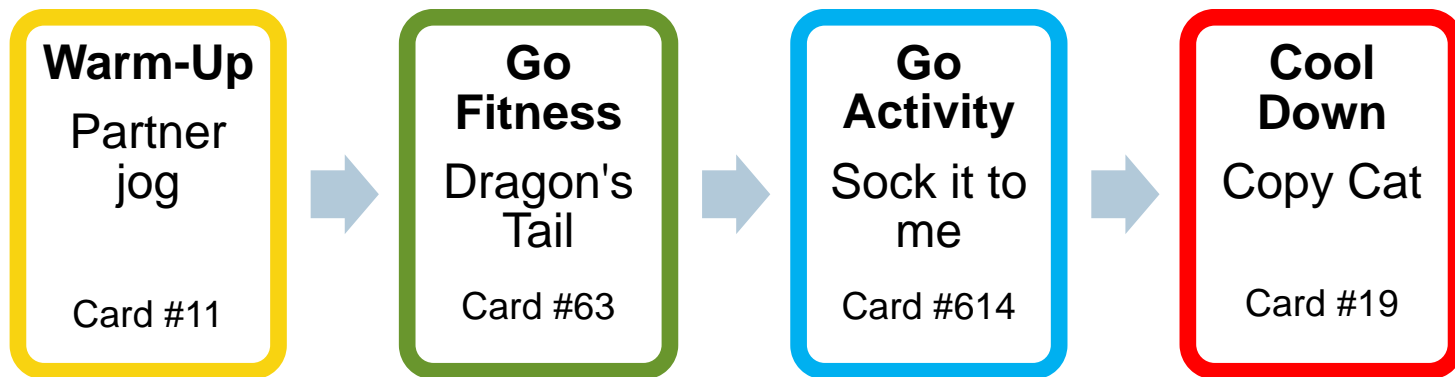 Warm-Up
Partner
jog
Card #11
Go
Fitness
Dragon's
Tail
Card #63
Go
Activity
Sock it to
me
Card #614
Cool
Down
Copy Cat
Card #19